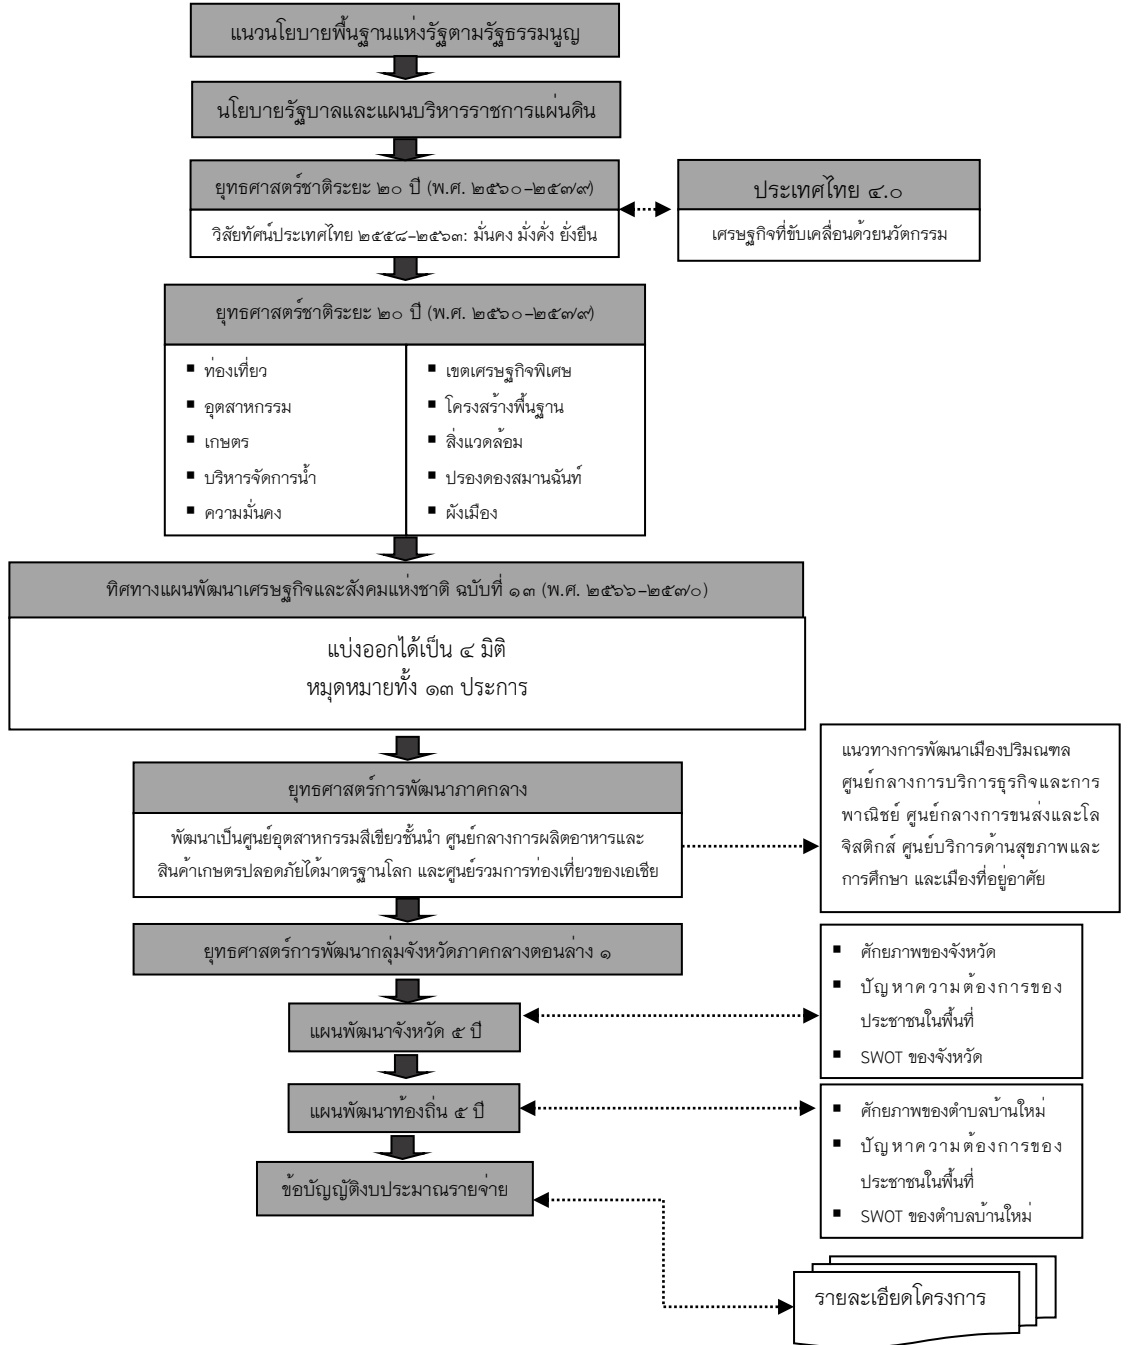 แนวนโยบายพื้นฐานแห่งรัฐตามรัฐธรรมนูญ
นโยบายรัฐบาลและแผนบริหารราชการแผ่นดิน
ยุทธศาสตร์ชาติระยะ ๒๐ ปี (พ.ศ. ๒๕๖๐-๒๕๗๙)
วิสัยทัศน์ประเทศไทย ๒๕๕๘-๒๕๖๓: มั่นคง มั่งคั่ง ยั่งยืน
ประเทศไทย ๔.๐
เศรษฐกิจที่ขับเคลื่อนด้วยนวัตกรรม
ยุทธศาสตร์ชาติระยะ ๒๐ ปี (พ.ศ. ๒๕๖๐-๒๕๗๙)
▪ ท่องเที่ยว
▪ อุตสาหกรรม
▪ เกษตร
▪ บริหารจัดการน้ำ
▪ ความมั่นคง
▪ เขตเศรษฐกิจพิเศษ
▪ โครงสร้างพื้นฐาน
▪ สิ่งแวดล้อม
▪ ปรองดองสมานฉันท์
▪ ผังเมือง
ทิศทางแผนพัฒนาเศรษฐกิจและสังคมแห่งชาติ ฉบับที่ ๑๓ (พ.ศ. ๒๕๖๖-๒๕๗๐)
แบ่งออกได้เป็น ๔ มิติ
หมุดหมายทั้ง ๑๓ ประการ
ยุทธศาสตร์การพัฒนาภาคกลาง
พัฒนาเป็นศูนย์อุตสาหกรรมสีเขียวชั้นนำ ศูนย์กลางการผลิตอาหารและ
สินค้าเกษตรปลอดภัยได้มาตรฐานโลก และศูนย์รวมการท่องเที่ยวของเอเชีย
แนวทางการพัฒนาเมืองปริมณฑล
ศูนย์กลางการบริการธุรกิจและการ
พาณิชย์ ศูนย์กลางการขนส่งและโล
จิสติกส์ ศูนย์บริการด้านสุขภาพและ
การศึกษา และเมืองที่อยู่อาศัย
ยุทธศาสตร์การพัฒนากลุ่มจังหวัดภาคกลางตอนล่าง ๑
แผนพัฒนาจังหวัด ๕ ปี
▪ ศักยภาพของจังหวัด
▪ ปัญหาความต้องการของ
ประชาชนในพื้นที่
▪ SWOT ของจังหวัด
แผนพัฒนาท้องถิ่น ๕ ปี
▪ ศักยภาพของตำบลบ้านใหม่
▪ ปัญหาความต้องการของ
ประชาชนในพื้นที่
▪ SWOT ของตำบลบ้านใหม่
ข้อบัญญัติงบประมาณรายจ่าย
รายละเอียดโครงการ